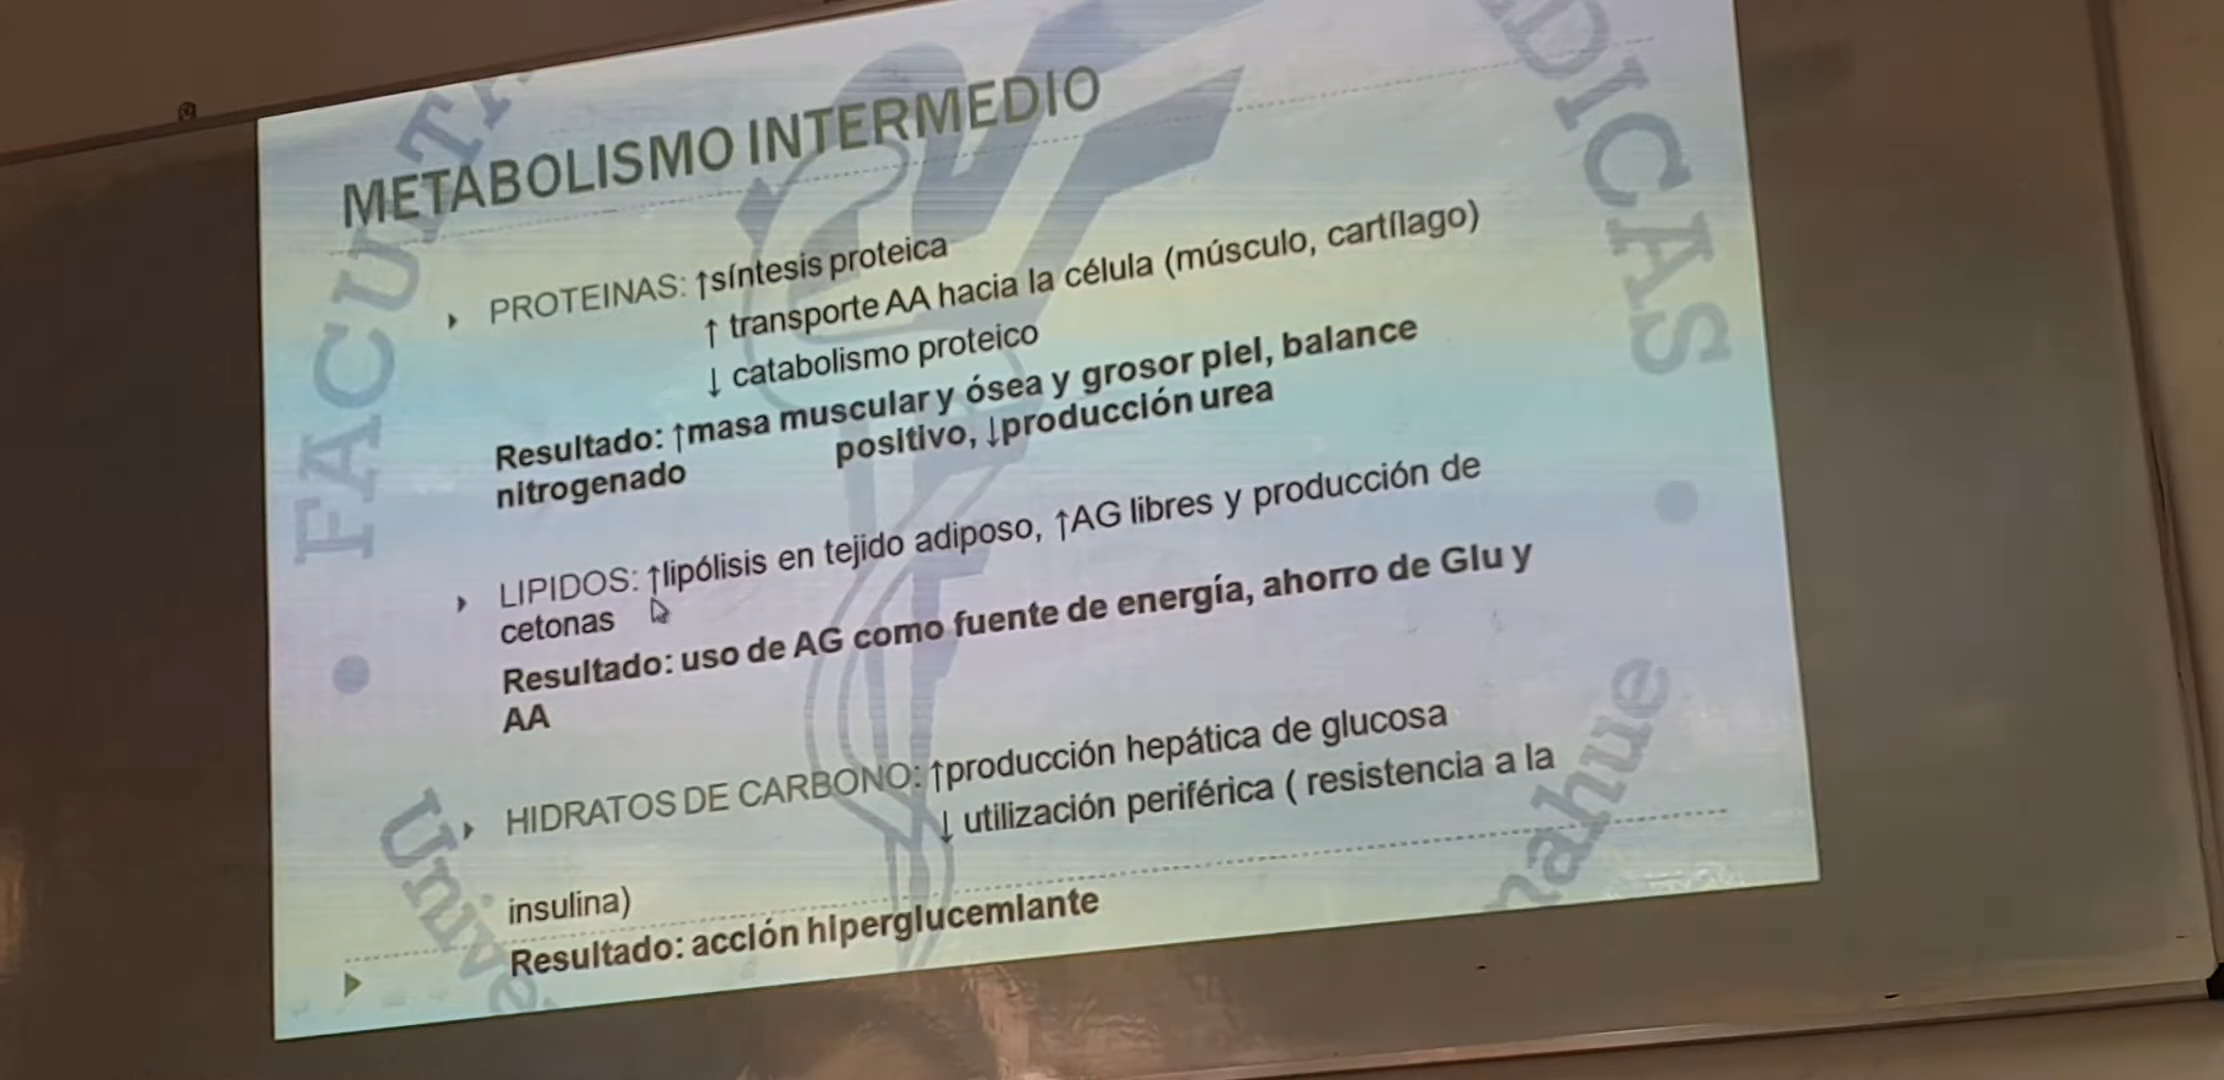 METABOLISMO INTERMEDIO
PROTEINAS: ↑síntesis proteica
↑ transporte AA hacia la célula (músculo, cartílago)
↓ catabolismo proteico
Resultado: ↑masa muscular y ósea y grosor piel, balance
nitrogenado positivo, ↓producción urea
LIPIDOS: ↑lipólisis en tejido adiposo, ↑AG libres y producción de
cetonas
Resultado: uso de AG como fuente de energía, ahorro de Glu y
AA
HIDRATOS DE CARBONO: ↑producción hepática de glucosa
↓ utilización periférica ( resistencia a la
insulina)
Resultado: acción hiperglucemiante